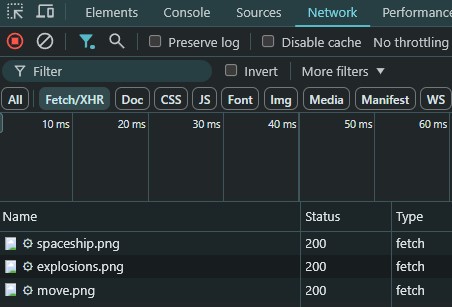 Elements Console Sources Network Performance
Preserve log Disable cache No throttling
Filter Invert More filters
All Fetch/XHR Doc CSS JS Font Img Media Manifest WS
10 ms 20 ms 30 ms 40 ms 50 ms 60 ms
Name Status Type
spaceship.png 200 fetch
explosions.png 200 fetch
move.png 200 fetch